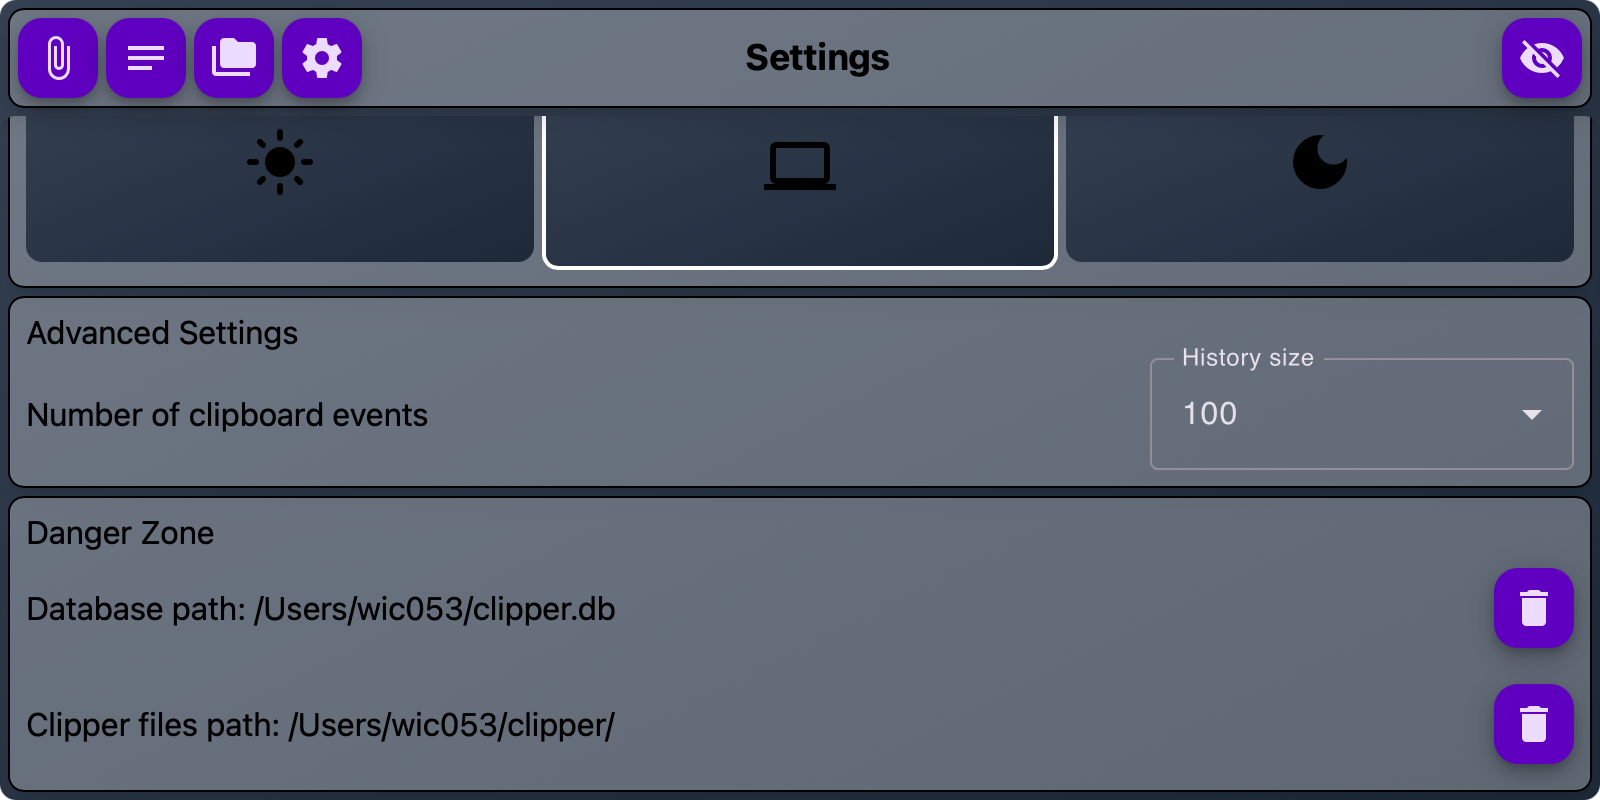 Settings
Advanced Settings
History size
Number of clipboard events
100
Danger Zone
Database path: /Users/wic053/clipper.db
Clipper files path: /Users/wic053/clipper/